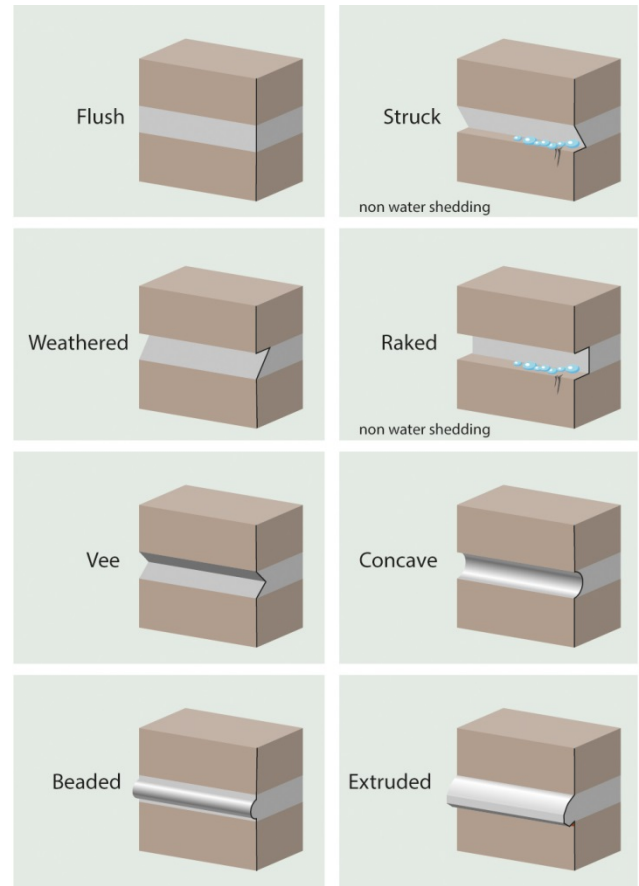 Flush
Struck
non water shedding
Weathered
Raked
non water shedding
Vee
Concave
Beaded
Extruded